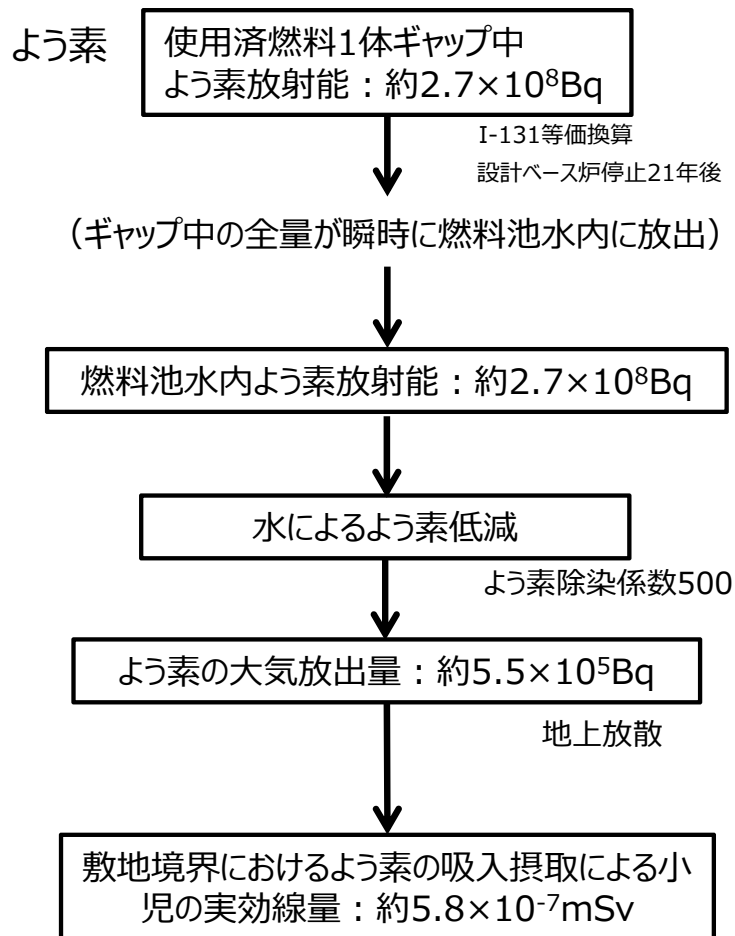 よう素
使用済燃料1体ギャップ中
よう素放射能：約2.7×10⁸Bq
I-131等価換算
設計ベース炉停止21年後
（ギャップ中の全量が瞬時に燃料池水内に放出）
燃料池水内よう素放射能：約2.7×10⁸Bq
水によるよう素低減
よう素除染係数500
よう素の大気放出量：約5.5×10⁵Bq
地上放散
敷地境界におけるよう素の吸入摂取による小
児の実効線量：約5.8×10⁻⁷mSv